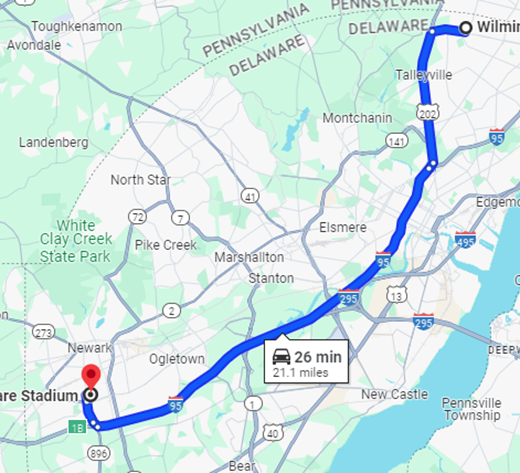 PENNSYLVANIA
DELAWARE
PENNSYLVANIA
DELAWARE
Toughkenamon
Avondale
Wilmin
Talleyville
202
Landenberg
Montchanin
141
95
North Star
41
Edgemo
72
7
White
Clay Creek
State Park
Pike Creek
Elsmere
Marshallton
Stanton
95
495
295
13
295
2
273
Newark
Ogletown
26 min
21.1 miles
DEEPW
are Stadium
95
New Castle
Pennsville
Township
1
1B
40
896
Bear